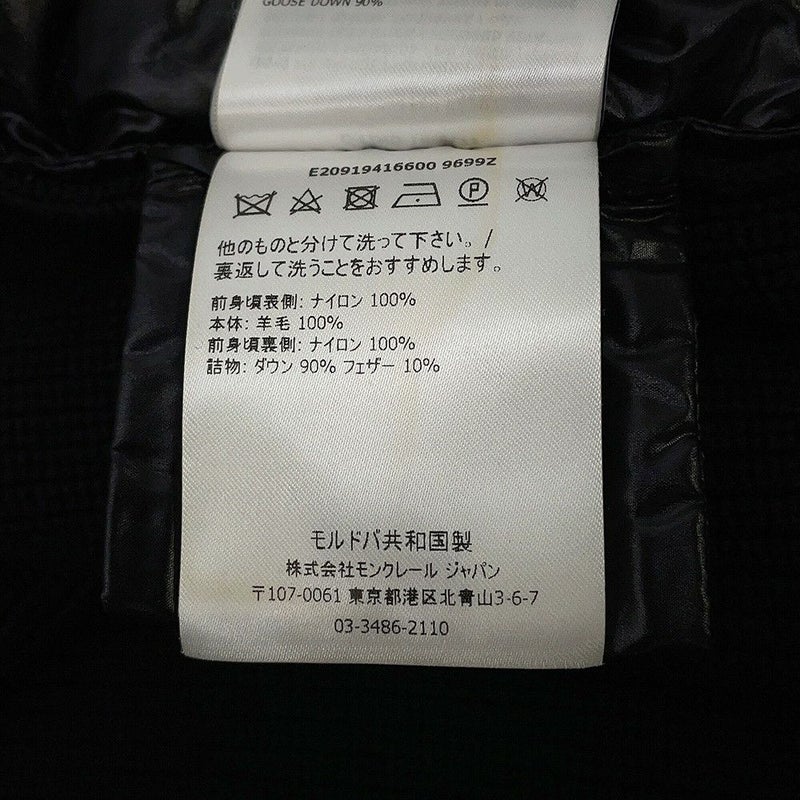 GOOSE DOWN 90%
E20919416600 9699Z
P W
他のものと分けて洗って下さい。/
裏返して洗うことをおすすめします。
前身頃表側: ナイロン 100%
本体: 羊毛 100%
前身頃裏側: ナイロン 100%
詰物: ダウン 90% フェザー 10%
モルドバ共和国製
株式会社モンクレール ジャパン
〒107-0061 東京都港区北青山3-6-7
03-3486-2110